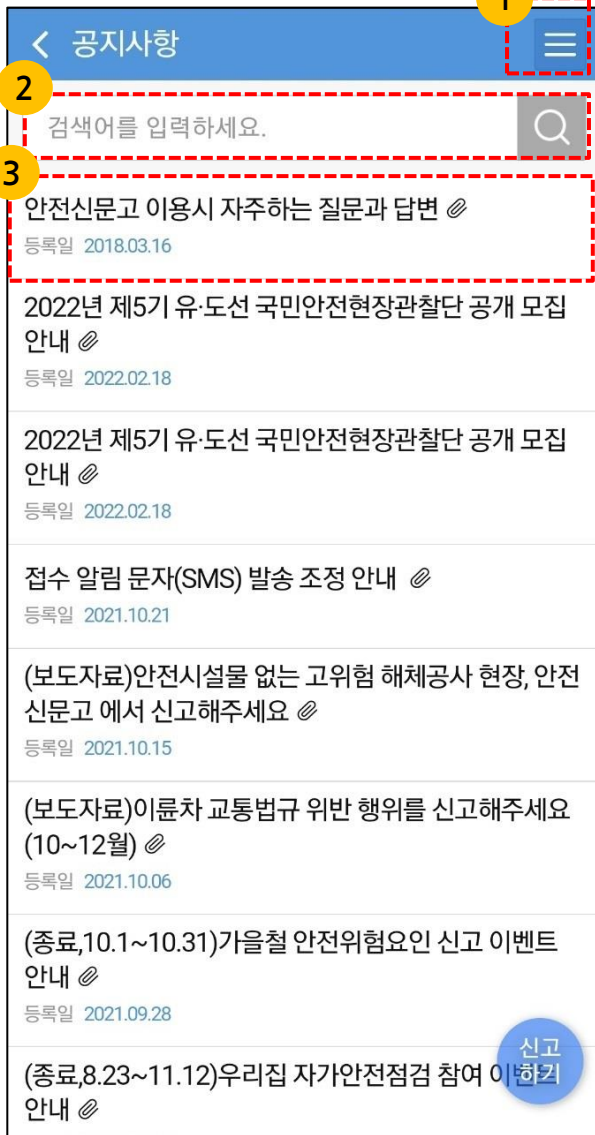 1
공지사항
2
검색어를 입력하세요.
3
안전신문고 이용시 자주하는 질문과 답변
등록일 2018.03.16
2022년 제5기 유·도선 국민안전현장관찰단 공개 모집
안내
등록일 2022.02.18
2022년 제5기 유·도선 국민안전현장관찰단 공개 모집
안내
등록일 2022.02.18
접수 알림 문자(SMS) 발송 조정 안내
등록일 2021.10.21
(보도자료)안전시설물 없는 고위험 해체공사 현장, 안전
신문고 에서 신고해주세요
등록일 2021.10.15
(보도자료)이륜차 교통법규 위반 행위를 신고해주세요
(10~12월)
등록일 2021.10.06
(종료,10.1~10.31)가을철 안전위험요인 신고 이벤트
안내
등록일 2021.09.28
신고
하기
(종료,8.23~11.12)우리집 자가안전점검 참여 이벤트
안내